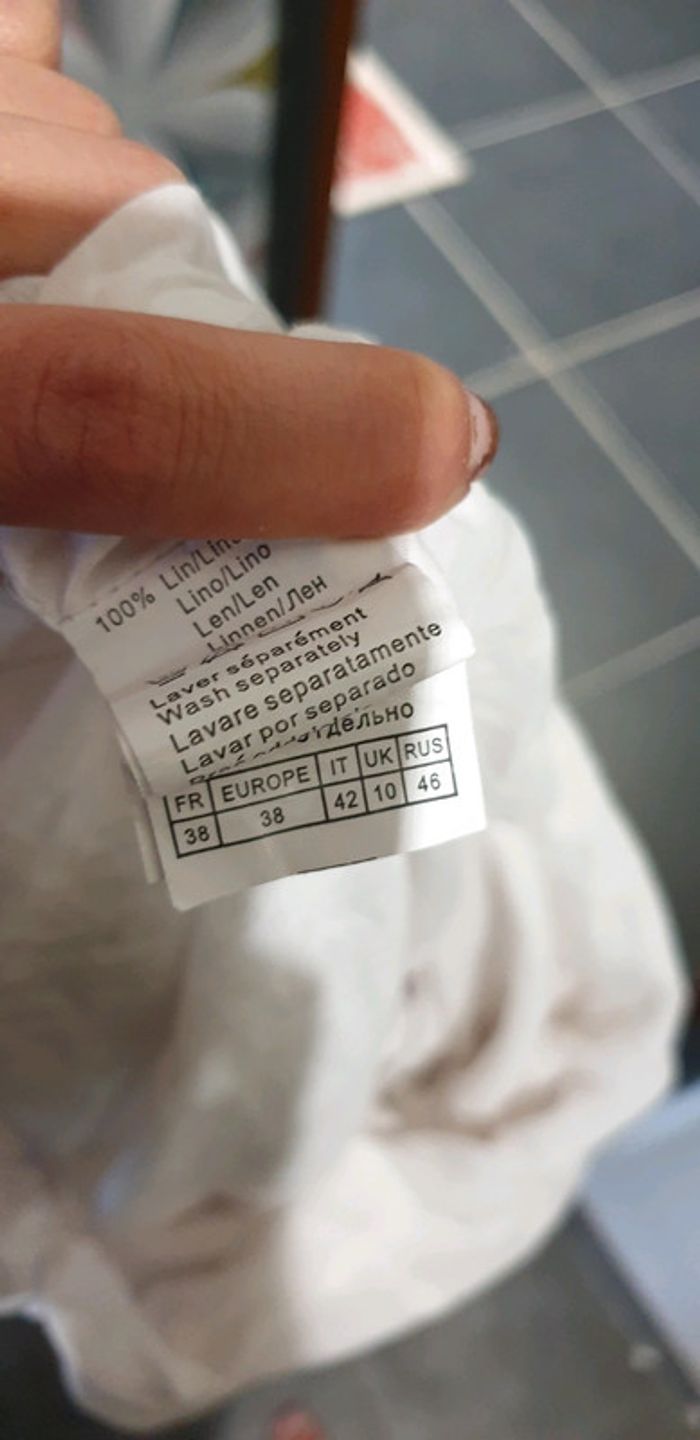 100% Lin/Lino
Lino/Lino
Len/Len
Linnen/Лен
Laver séparément
Wash separately
Lavare separatamente
Lavar por separado
FR EUROPE IT UK RUS
38 38 42 10 46